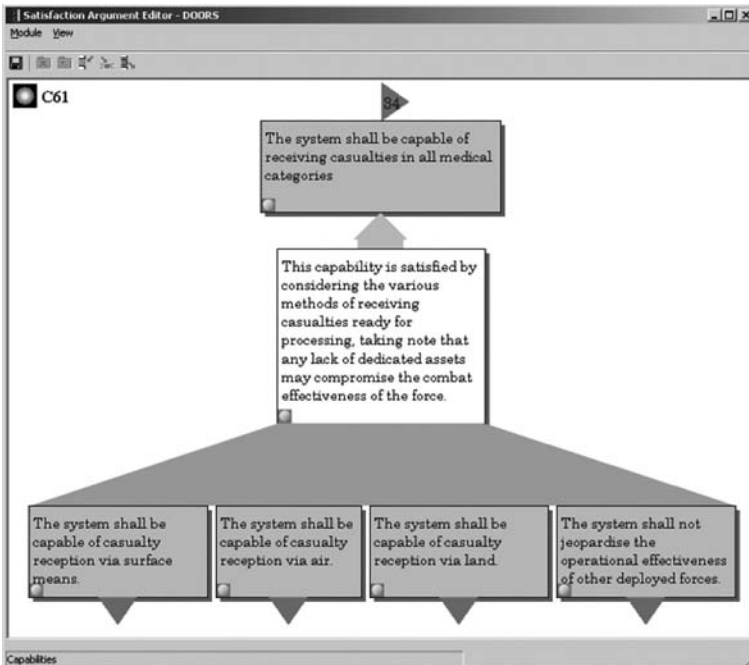 Satisfaction Argument Editor - DOORS
Module View
C61
34
The system shall be capable of
receiving casualties in all medical
categories
This capability is satisfied by
considering the various
methods of receiving
casualties ready for
processing, taking note that
any lack of dedicated assets
may compromise the combat
effectiveness of the force.
The system shall be
capable of casualty
reception via surface
means.
The system shall be
capable of casualty
reception via air.
The system shall be
capable of casualty
reception via land.
The system shall not
jeopardise the
operational effectiveness
of other deployed forces.
Capabilities